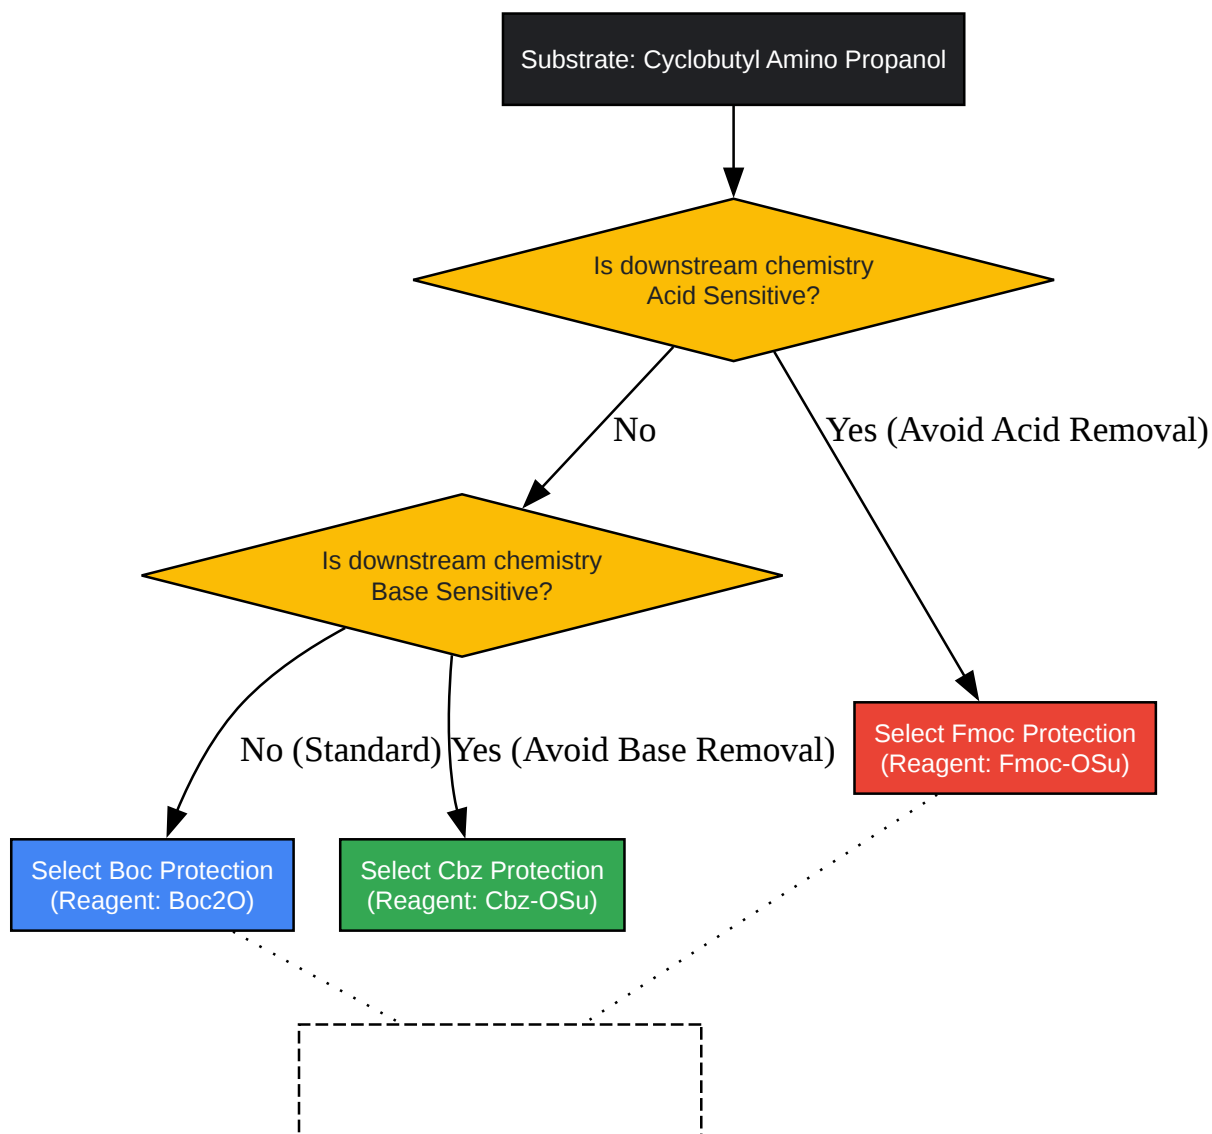 Substrate: Cyclobutyl Amino Propanol
Is downstream chemistry
Acid Sensitive?
No
Yes (Avoid Acid Removal)
Is downstream chemistry
Base Sensitive?
No (Standard)
Yes (Avoid Base Removal)
Select Fmoc Protection
(Reagent: Fmoc-OSu)
Select Boc Protection
(Reagent: Boc2O)
Select Cbz Protection
(Reagent: Cbz-OSu)